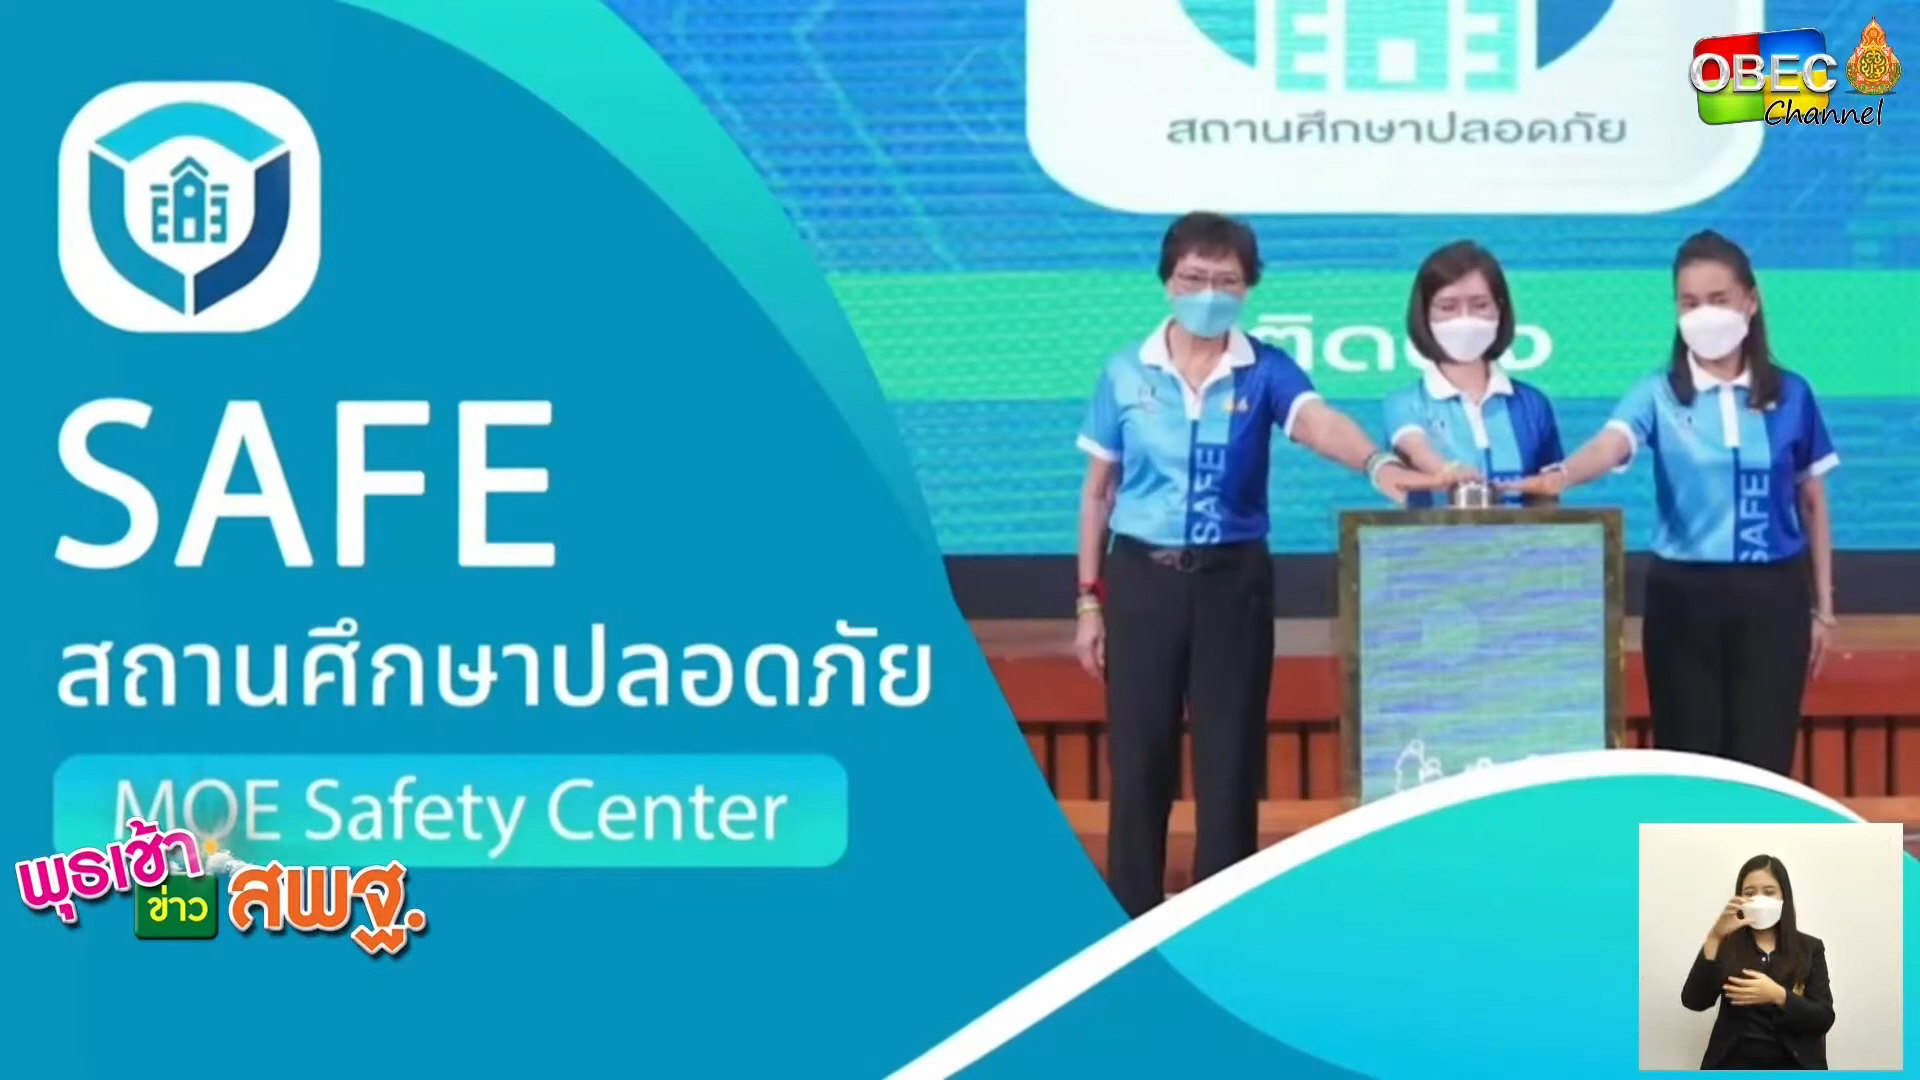 OBEC
Channel
สถานศึกษาปลอดภัย
SAFE
สถานศึกษาปลอดภัย
MOE Safety Center
พุธเช้า
ข่าว
สพฐ.
SAFE
SAFE